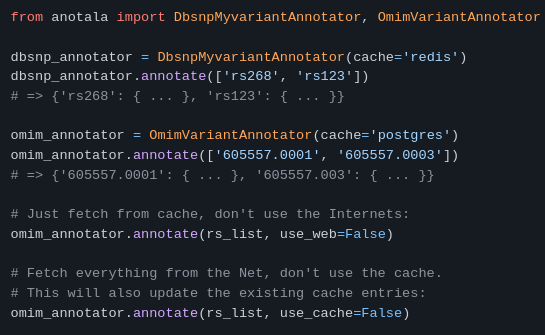 from anotala import DbsnpMyvariantAnnotator, OmimVariantAnnotator
dbsnp_annotator = DbsnpMyvariantAnnotator(cache='redis')
dbsnp_annotator.annotate(['rs268', 'rs123'])
# => {'rs268': { ... }, 'rs123': { ... }}
omim_annotator = OmimVariantAnnotator(cache='postgres')
omim_annotator.annotate(['605557.0001', '605557.0003'])
# => {'605557.0001': { ... }, '605557.003': { ... }}
# Just fetch from cache, don't use the Internets:
omim_annotator.annotate(rs_list, use_web=False)
# Fetch everything from the Net, don't use the cache.
# This will also update the existing cache entries:
omim_annotator.annotate(rs_list, use_cache=False)